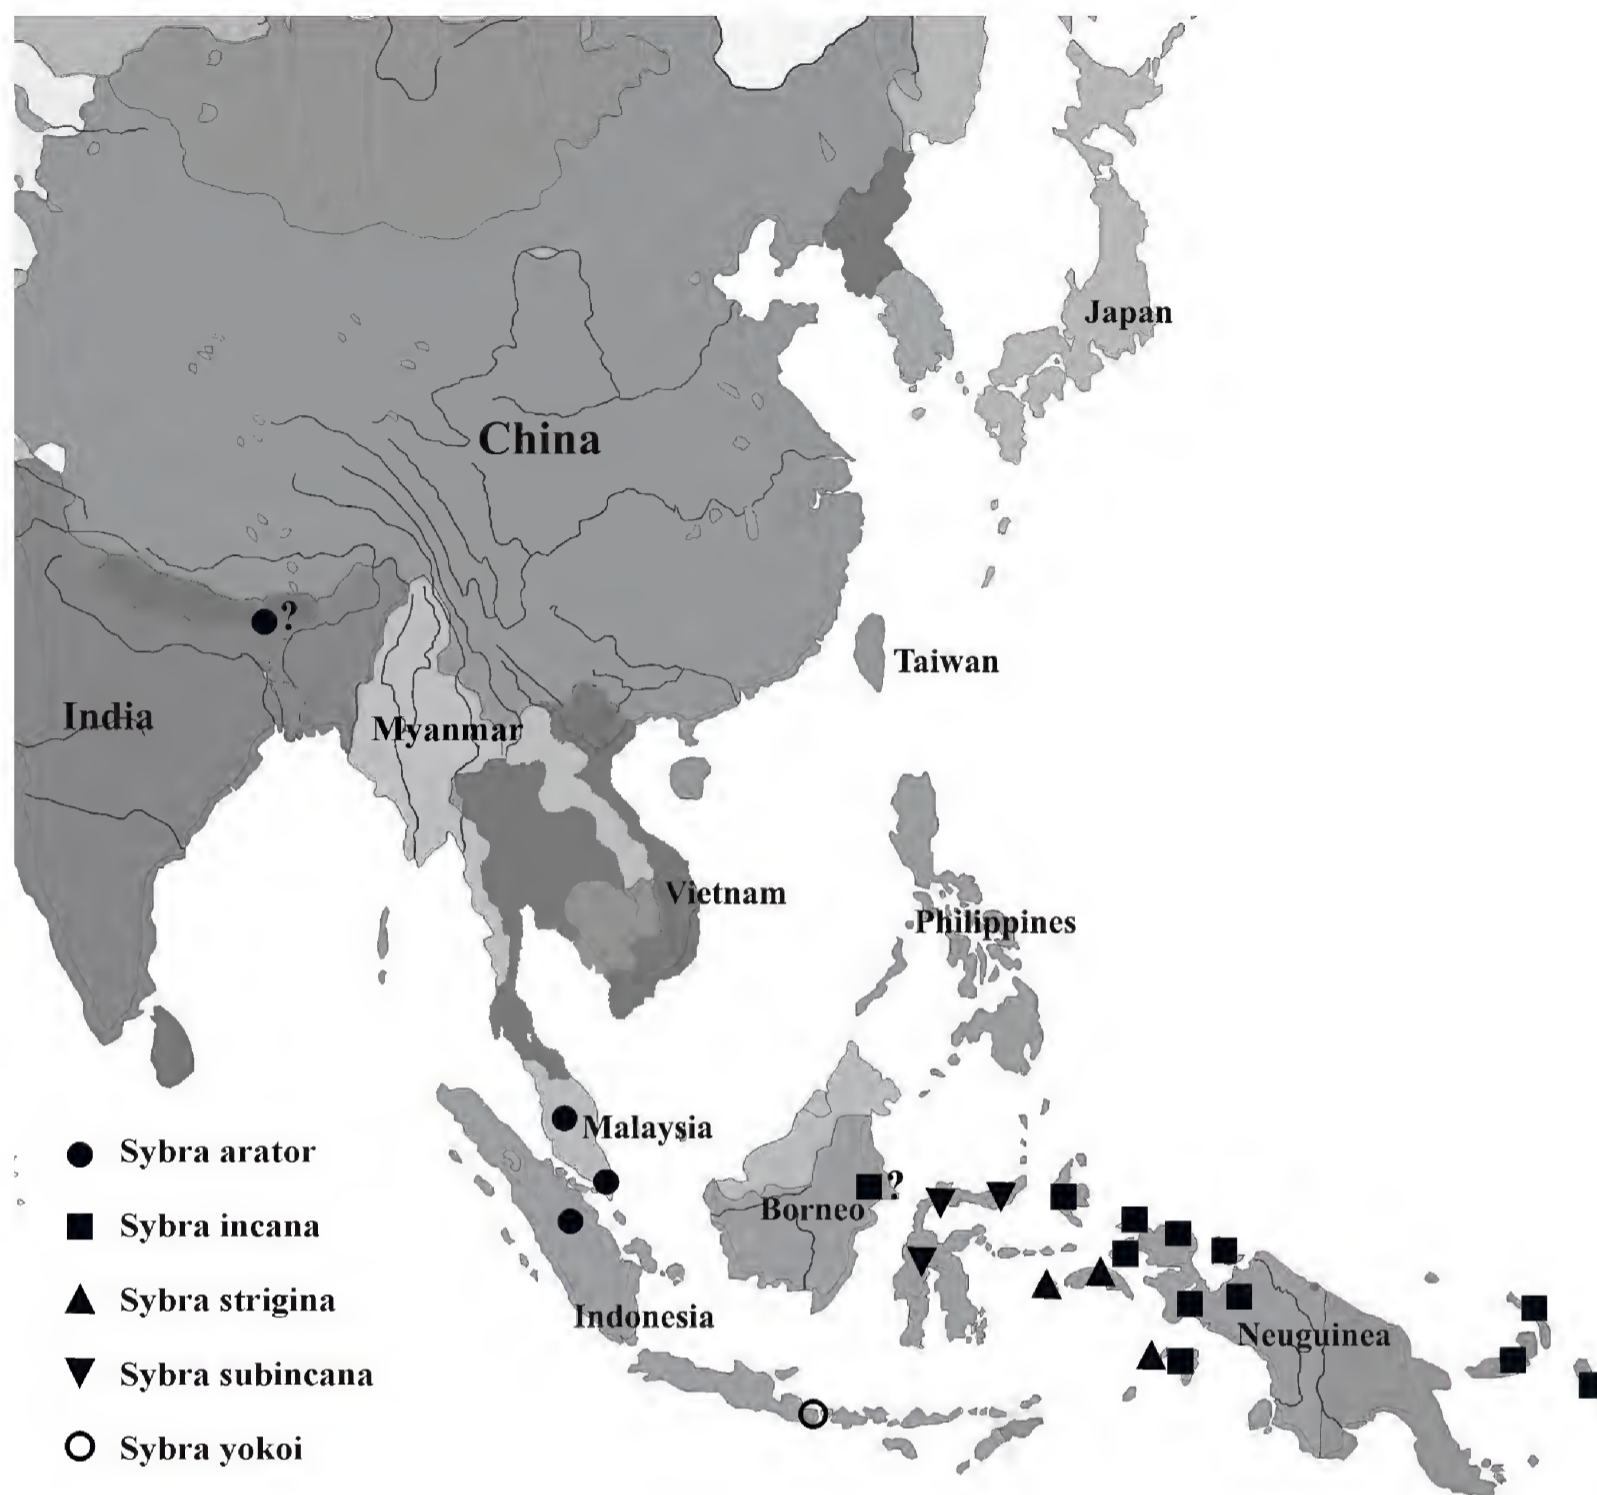 Japan
China
?
Taiwan
India
Myanmar
Vietnam
Philippines
Malaysia
?
Borneo
Indonesia
Neuguinea
Sybra arator
Sybra incana
Sybra strigina
Sybra subincana
Sybra yokoi